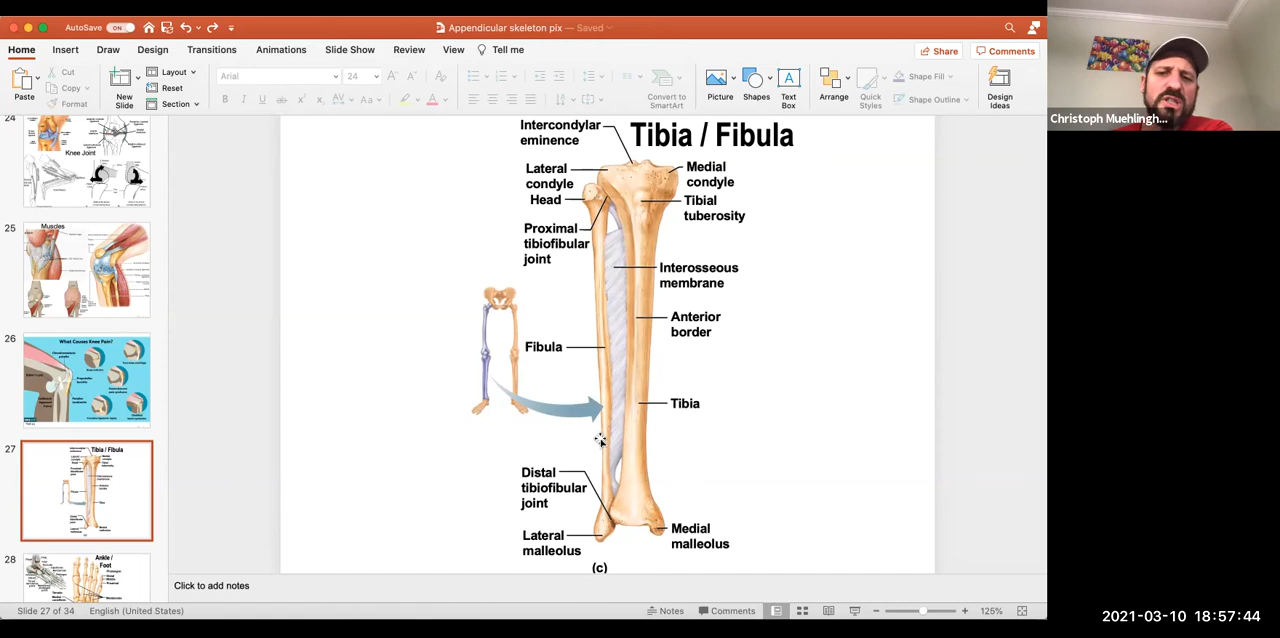 AutoSave ON
Appendicular skeleton pix — Saved
Home Insert Draw Design Transitions Animations Slide Show Review View Tell me
Share Comments
Paste
Cut
Copy
Format
New
Slide
Layout
Reset
Section
Arial 24
Convert to
SmartArt
Picture
Shapes
Text
Box
Arrange
Quick
Styles
Shape Fill
Shape Outline
Design
Ideas
Christoph Muehlingh...
24
Knee Joint
25
Muscles
26
What Causes Knee Pain?
27
Tibia / Fibula
28
Ankle /
Foot
Tibia / Fibula
Intercondylar
eminence
Lateral
condyle
Head
Proximal
tibiofibular
joint
Medial
condyle
Tibial
tuberosity
Interosseous
membrane
Anterior
border
Fibula
Tibia
Distal
tibiofibular
joint
Lateral
malleolus
Medial
malleolus
(c)
Click to add notes
Slide 27 of 34 English (United States)
Notes Comments 125%
2021-03-10 18:57:44